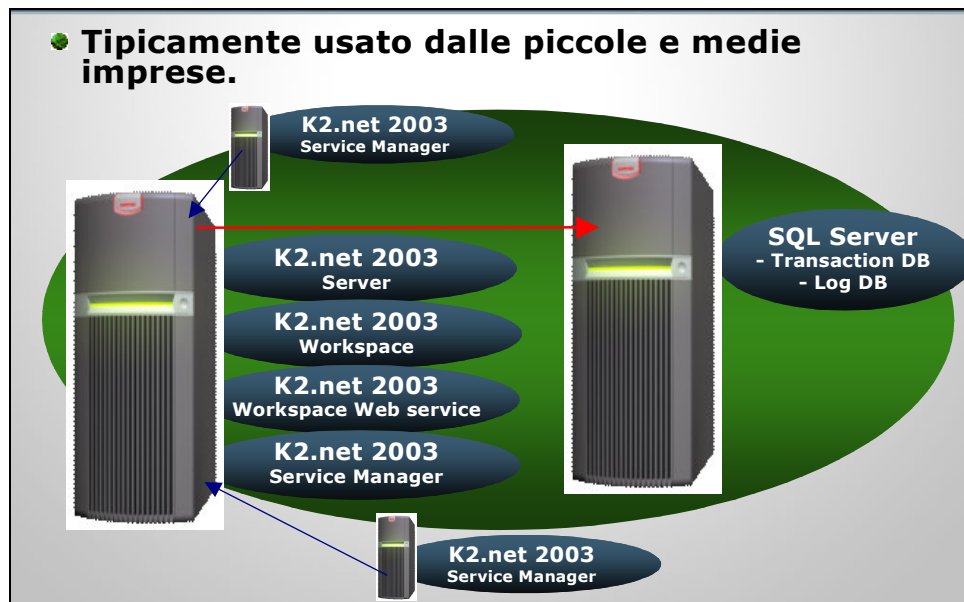 Tipicamente usato dalle piccole e medie
imprese.
K2.net 2003
Service Manager
SQL Server
- Transaction DB
- Log DB
K2.net 2003
Server
K2.net 2003
Workspace
K2.net 2003
Workspace Web service
K2.net 2003
Service Manager
K2.net 2003
Service Manager